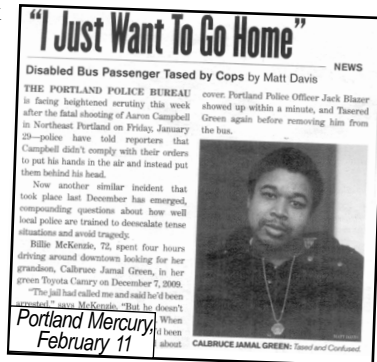 “I Just Want To Go Home”
NEWS
Disabled Bus Passenger Tased by Cops by Matt Davis
THE PORTLAND POLICE BUREAU
is facing heightened scrutiny this week
after the fatal shooting of Aaron Campbell
in Northeast Portland on Friday, January
29—police have told reporters that
Campbell didn't comply with their orders
to put his hands in the air and instead put
them behind his head.
Now another similar incident that
took place last December has emerged,
compounding questions about how well
local police are trained to deescalate tense
situations and avoid tragedy.
Billie McKenzie, 72, spent four hours
driving around downtown looking for her
grandson, Calbruce Jamal Green, in her
green Toyota Camry on December 7, 2009.
"The jail had called me and said he'd been
arrested," says McKenzie. "But he doesn't
When
'd been
about
cover. Portland Police Officer Jack Blazer
showed up within a minute, and Tasered
Green again before removing him from
the bus.
CALBRUCE JAMAL GREEN: Tased and Confused
Portland Mercury,
February 11